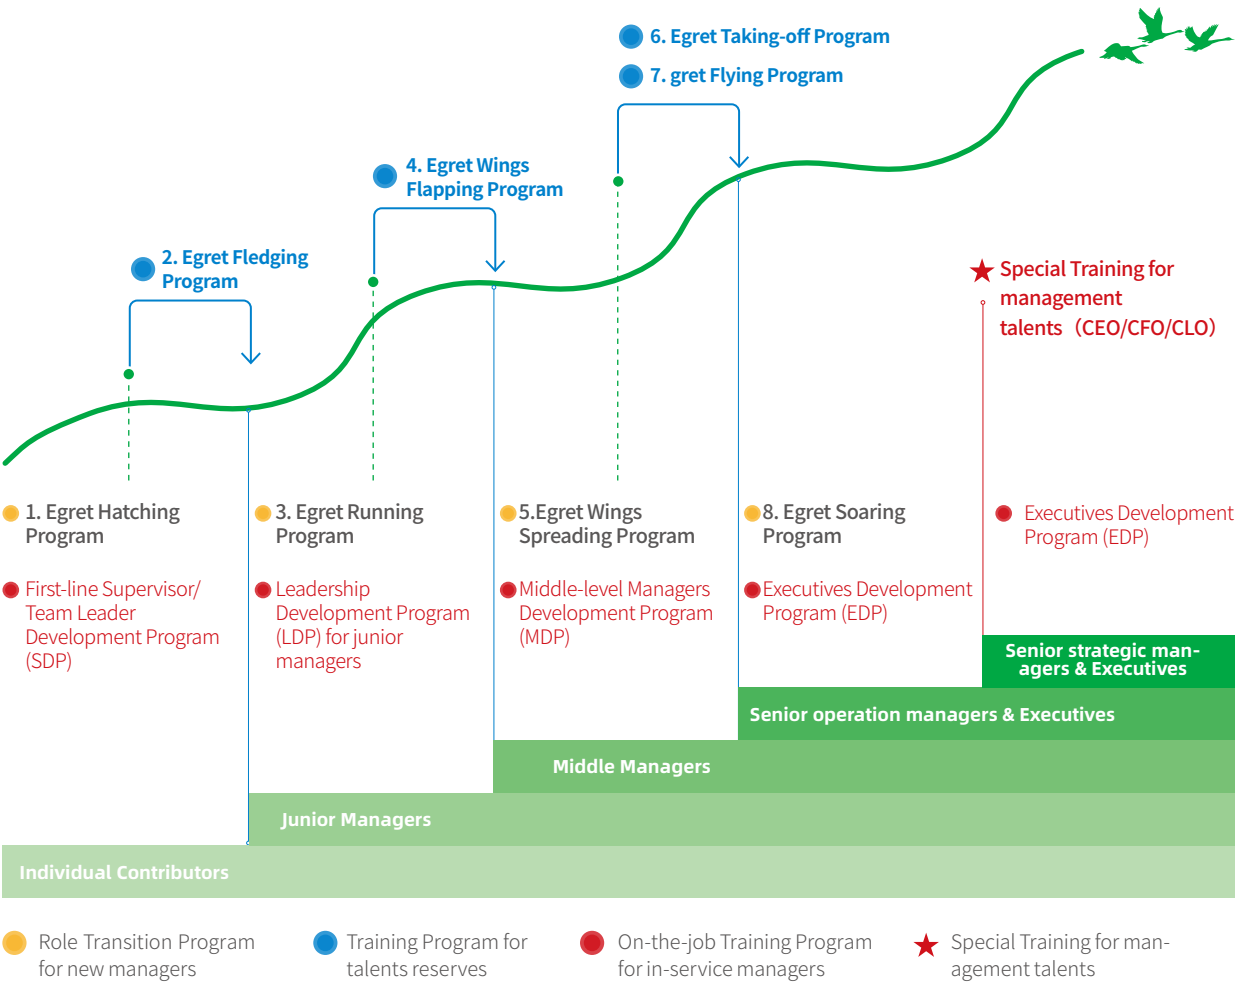 6. Egret Taking-off Program
7. gret Flying Program
4. Egret Wings
Flapping Program
2. Egret Fledging
Program
Special Training for
management
talents（CEO/CFO/CLO）
1. Egret Hatching
Program
3. Egret Running
Program
5.Egret Wings
Spreading Program
8. Egret Soaring
Program
Executives Development
Program (EDP)
First-line Supervisor/
Team Leader
Development Program
(SDP)
Leadership
Development Program
(LDP) for junior
managers
Middle-level Managers
Development Program
(MDP)
Executives Development
Program (EDP)
Senior strategic man-
agers & Executives
Senior operation managers & Executives
Middle Managers
Junior Managers
Individual Contributors
Role Transition Program
for new managers
Training Program for
talents reserves
On-the-job Training Program
for in-service managers
Special Training for man-
agement talents